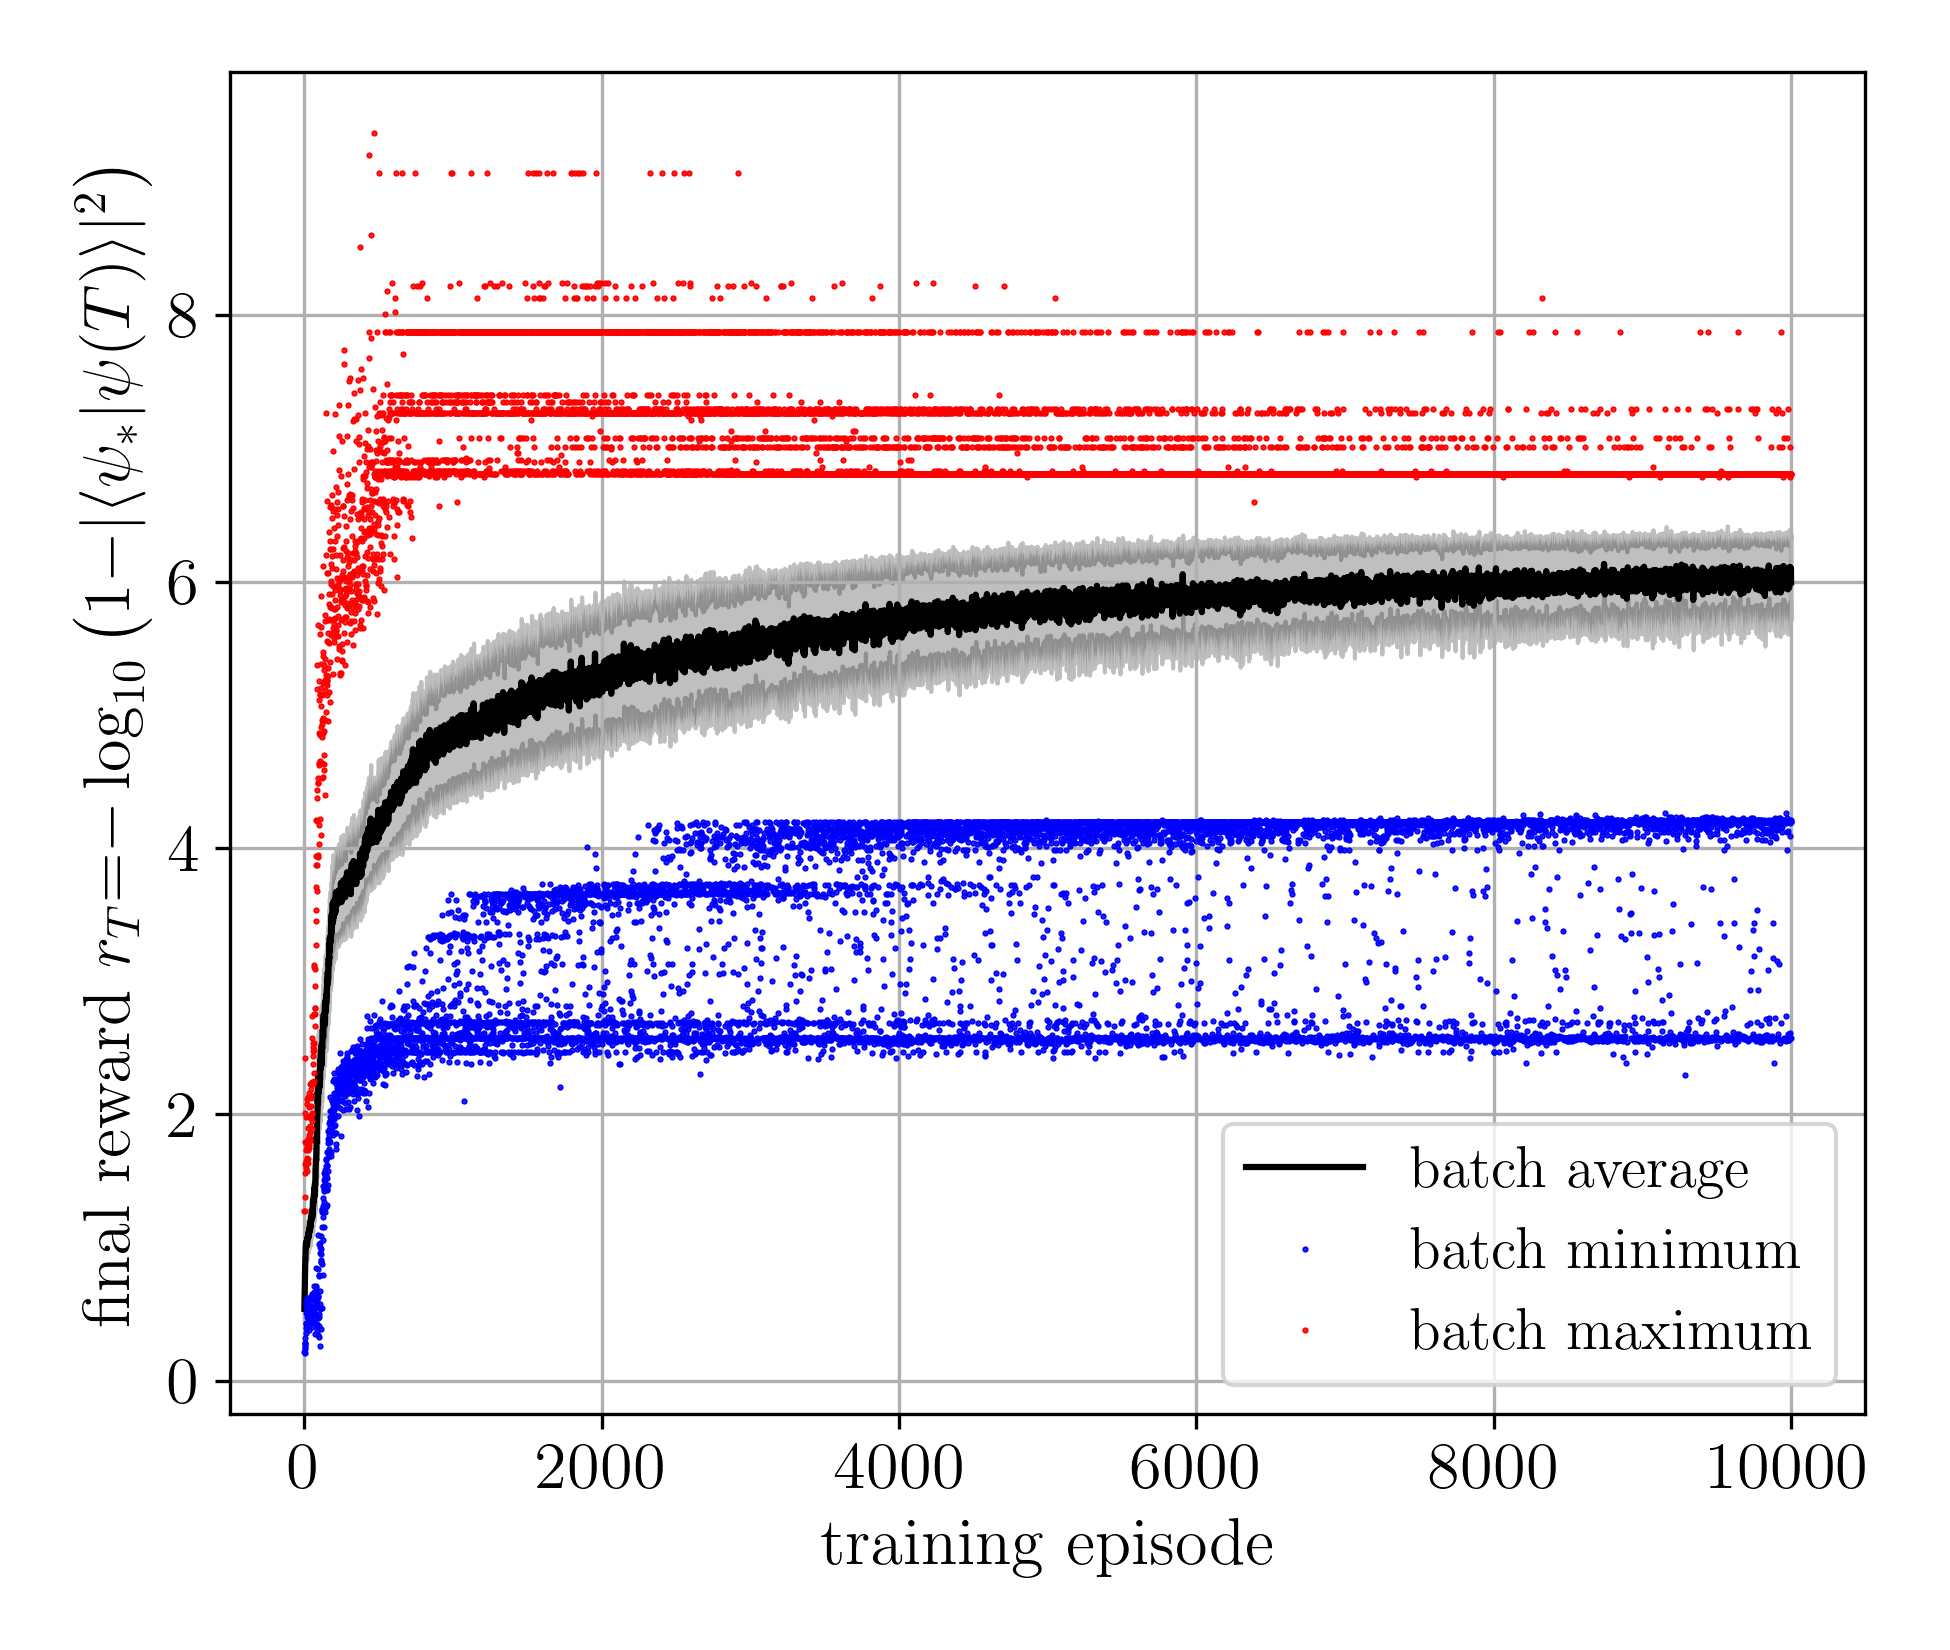 final reward r_T=−log₁₀(1−|⟨ψ_*|ψ(T)⟩|²)
8
6
4
2
0
batch average
batch minimum
batch maximum
0 2000 4000 6000 8000 10000
training episode